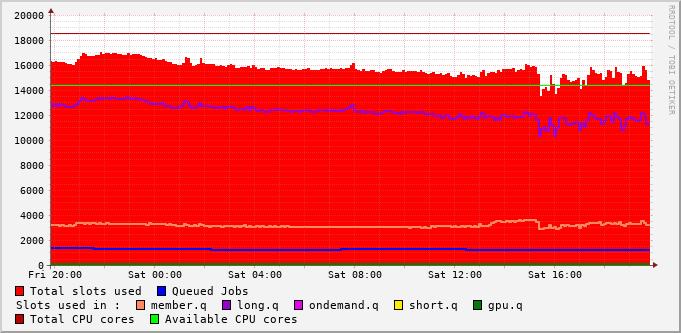 RRDTOOL / TOBI OETIKER
20000
18000
16000
14000
12000
10000
8000
6000
4000
2000
0
Fri 20:00 Sat 00:00 Sat 04:00 Sat 08:00 Sat 12:00 Sat 16:00
Total slots used Queued Jobs
Slots used in : member.q long.q ondemand.q short.q gpu.q
Total CPU cores Available CPU cores